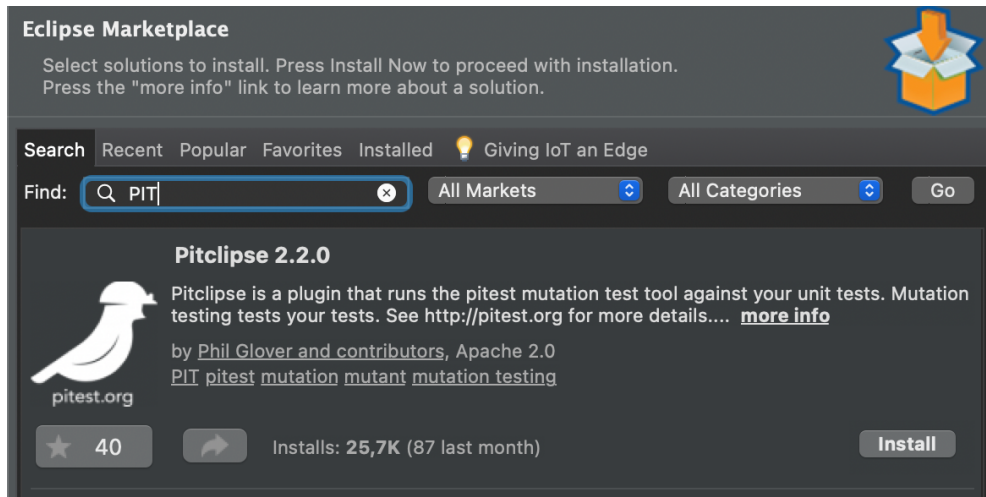 Eclipse Marketplace
Select solutions to install. Press Install Now to proceed with installation.
Press the "more info" link to learn more about a solution.
Search Recent Popular Favorites Installed Giving IoT an Edge
Find: PIT All Markets All Categories Go
Pitclipse 2.2.0
Pitclipse is a plugin that runs the pitest mutation test tool against your unit tests. Mutation
testing tests your tests. See http://pitest.org for more details.... more info
by Phil Glover and contributors, Apache 2.0
PIT pitest mutation mutant mutation testing
pitest.org
40 Installs: 25,7K (87 last month) Install